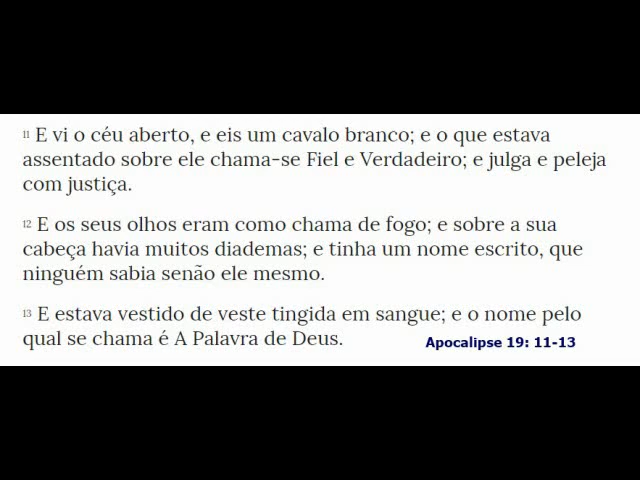 11 E vi o céu aberto, e eis um cavalo branco; e o que estava
assentado sobre ele chama-se Fiel e Verdadeiro; e julga e peleja
com justiça.
12 E os seus olhos eram como chama de fogo; e sobre a sua
cabeça havia muitos diademas; e tinha um nome escrito, que
ninguém sabia senão ele mesmo.
13 E estava vestido de veste tingida em sangue; e o nome pelo
qual se chama é A Palavra de Deus.
Apocalipse 19: 11-13